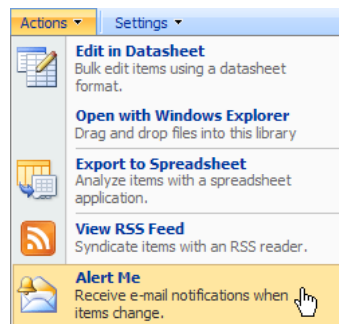 Actions Settings
Edit in Datasheet
Bulk edit items using a datasheet
format.
Open with Windows Explorer
Drag and drop files into this library
Export to Spreadsheet
Analyze items with a spreadsheet
application.
View RSS Feed
Syndicate items with an RSS reader.
Alert Me
Receive e-mail notifications when
items change.